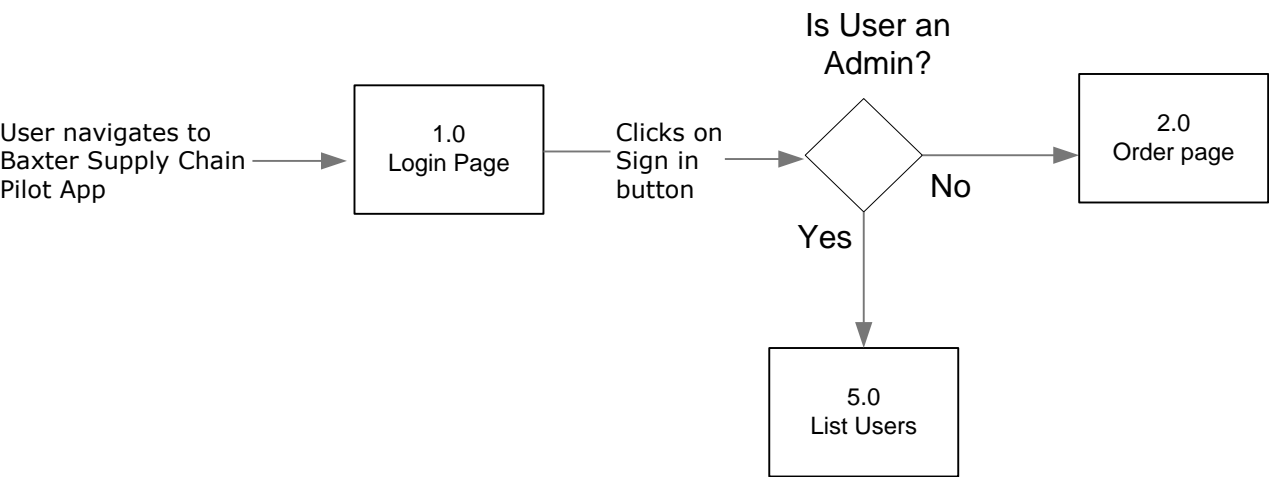 Is User an
Admin?
User navigates to
Baxter Supply Chain
Pilot App
1.0
Login Page
Clicks on
Sign in
button
No
2.0
Order page
Yes
5.0
List Users